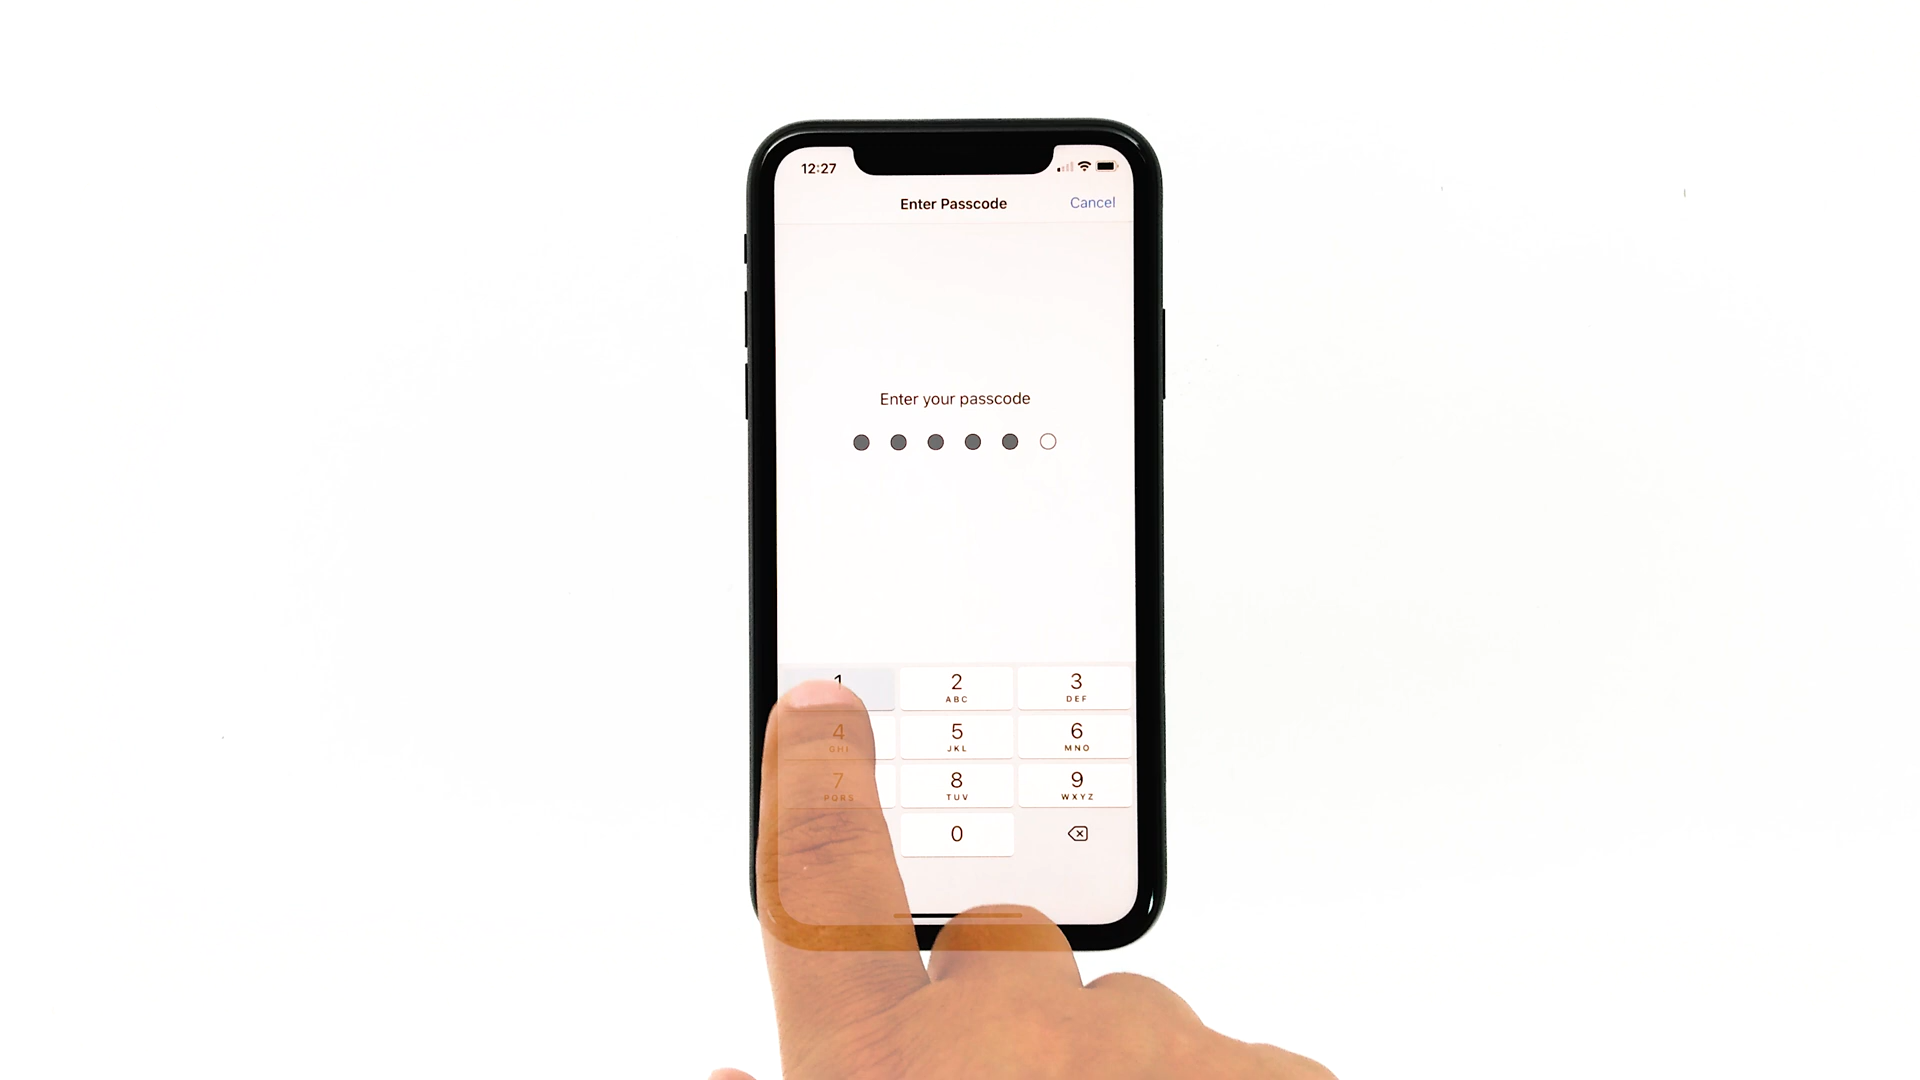 12:27
Enter Passcode
Cancel
Enter your passcode
1
2
ABC
3
DEF
4
GHI
5
JKL
6
MNO
7
PQRS
8
TUV
9
WXYZ
0